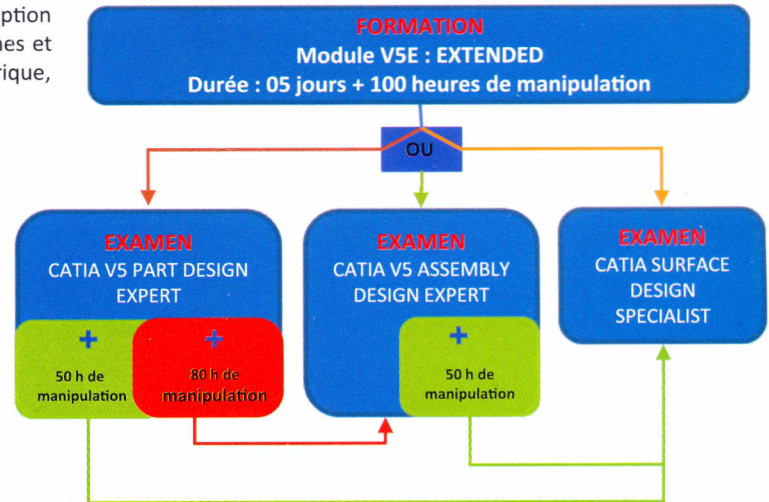 ption
nes et
rique,
FORMATION
Module V5E : EXTENDED
Durée : 05 jours + 100 heures de manipulation
OU
EXAMEN
CATIA V5 PART DESIGN
EXPERT
+
50 h de
manipulation
+
80 h de
manipulation
EXAMEN
CATIA V5 ASSEMBLY
DESIGN EXPERT
+
50 h de
manipulation
EXAMEN
CATIA SURFACE
DESIGN
SPECIALIST